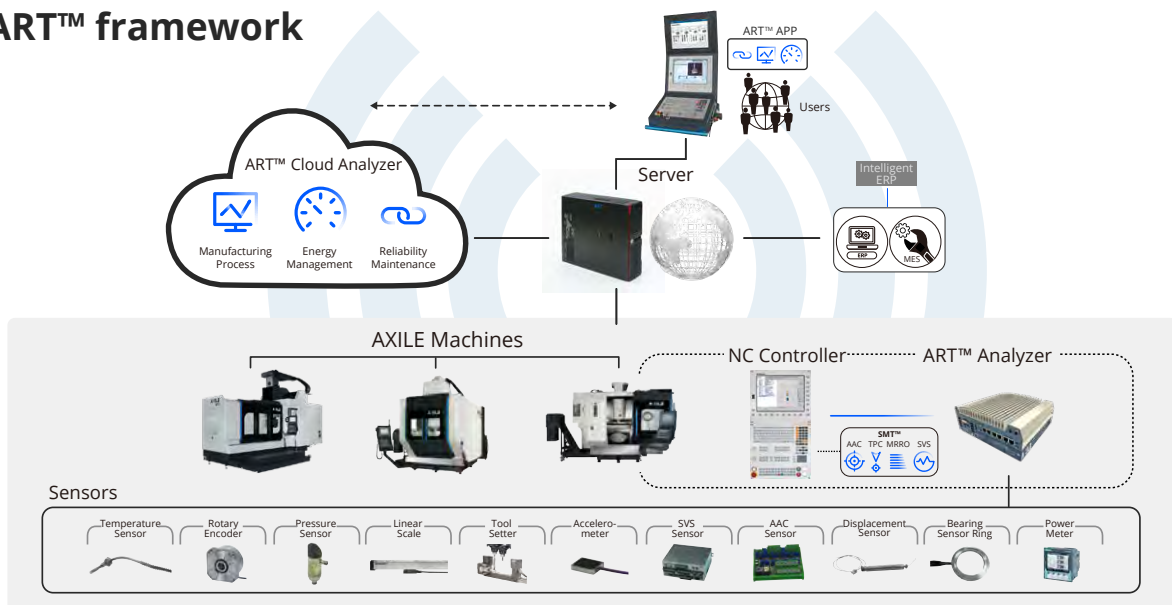 ART™ framework
ART™ APP
Users
ART™ Cloud Analyzer
Manufacturing
Process
Energy
Management
Reliability
Maintenance
Server
Intelligent
ERP
ERP
MES
AXILE Machines
NC Controller
ART™ Analyzer
SMT™
AAC TPC MRRO SVS
Sensors
Temperature
Sensor
Rotary
Encoder
Pressure
Sensor
Linear
Scale
Tool
Setter
Accelero-
meter
SVS
Sensor
AAC
Sensor
Displacement
Sensor
Bearing
Sensor Ring
Power
Meter